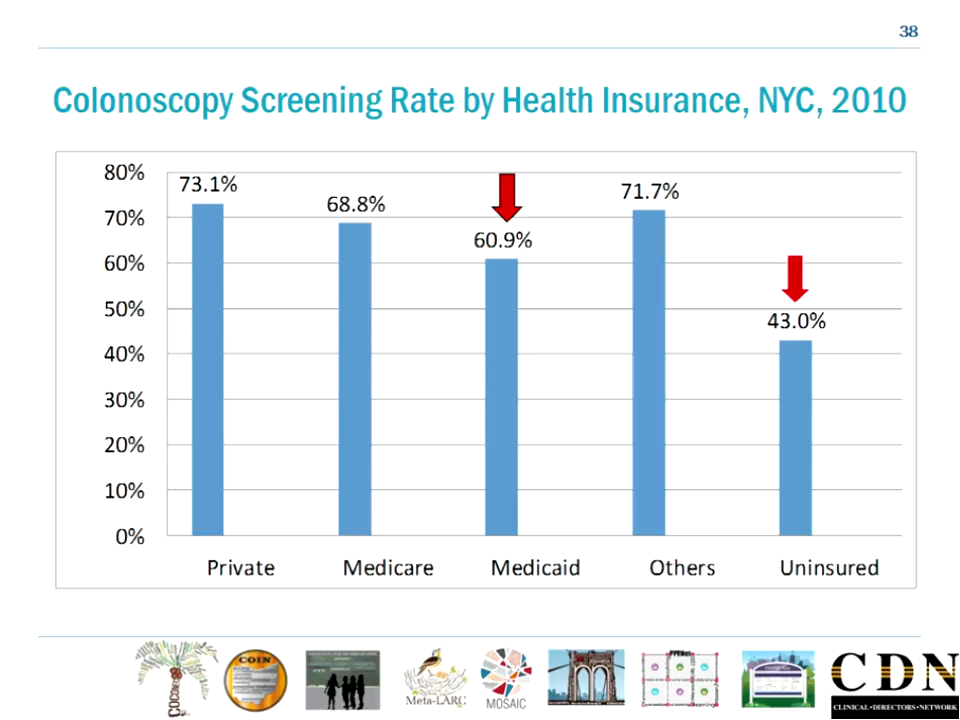 38
Colonoscopy Screening Rate by Health Insurance, NYC, 2010
80%
70%
60%
50%
40%
30%
20%
10%
0%
73.1%
68.8%
60.9%
71.7%
43.0%
Private
Medicare
Medicaid
Others
Uninsured
COCONET
COIN
Meta-LARC
MOSAIC
PPRNet
CDN
CLINICAL•DIRECTORS•NETWORK